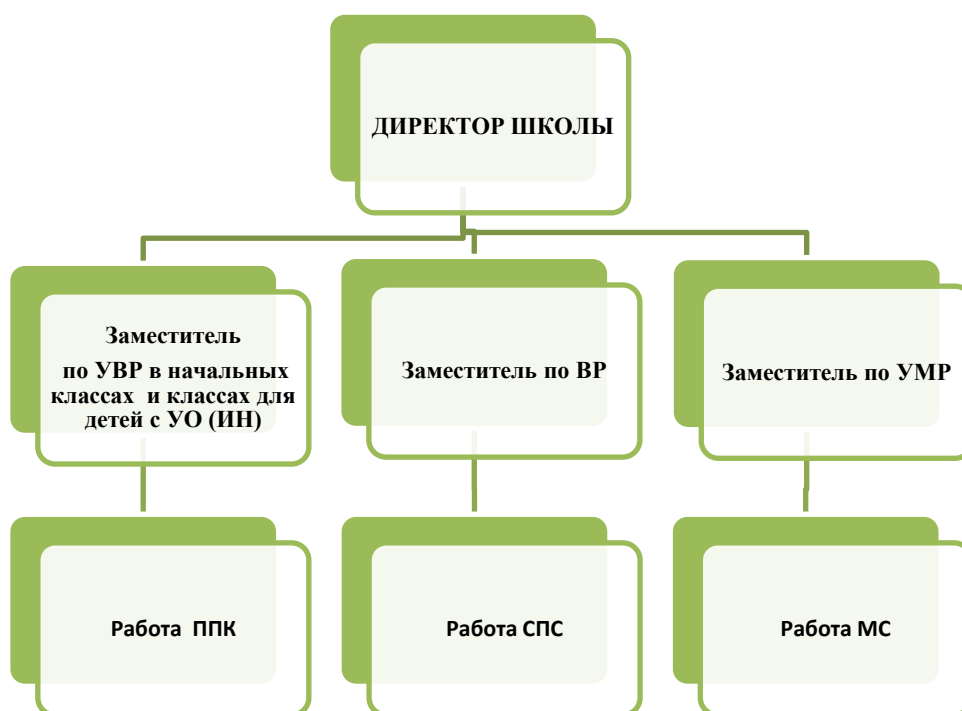 ДИРЕКТОР ШКОЛЫ
Заместитель
по УВР в начальных
классах и классах для
детей с УО (ИН)
Заместитель по ВР
Заместитель по УМР
Работа ППК
Работа СПС
Работа МС